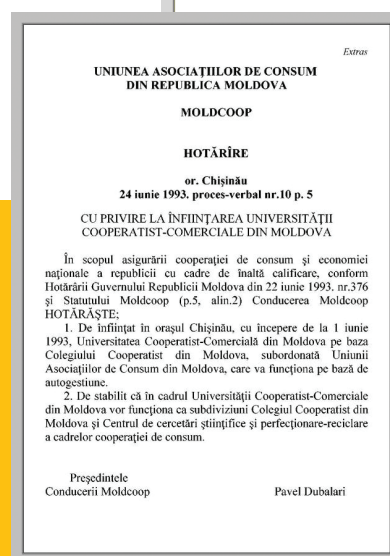 Extras
UNIUNEA ASOCIAȚIILOR DE CONSUM
DIN REPUBLICA MOLDOVA
MOLDCOOP
HOTĂRÎRE
or. Chișinău
24 iunie 1993. proces-verbal nr.10 p. 5
CU PRIVIRE LA ÎNFIINȚAREA UNIVERSITĂȚII
COOPERATIST-COMERCIALE DIN MOLDOVA
În scopul asigurării cooperației de consum și economiei
naționale a republicii cu cadre de înaltă calificare, conform
Hotărârii Guvernului Republicii Moldova din 22 iunie 1993. nr.376
și Statutului Moldcoop (p.5, alin.2) Conducerea Moldcoop
HOTĂRĂȘTE;
1. De înființat în orașul Chișinău, cu începere de la 1 iunie
1993, Universitatea Cooperatist-Comercială din Moldova pe baza
Colegiului Cooperatist din Moldova, subordonată Uniunii
Asociațiilor de Consum din Moldova, care va funcționa pe bază de
autogestiune.
2. De stabilit că în cadrul Universității Cooperatist-Comerciale
din Moldova vor funcționa ca subdiviziuni Colegiul Cooperatist din
Moldova și Centrul de cercetări științifice și perfecționare-reciclare
a cadrelor cooperației de consum.
Președintele
Conducerii Moldcoop Pavel Dubalari